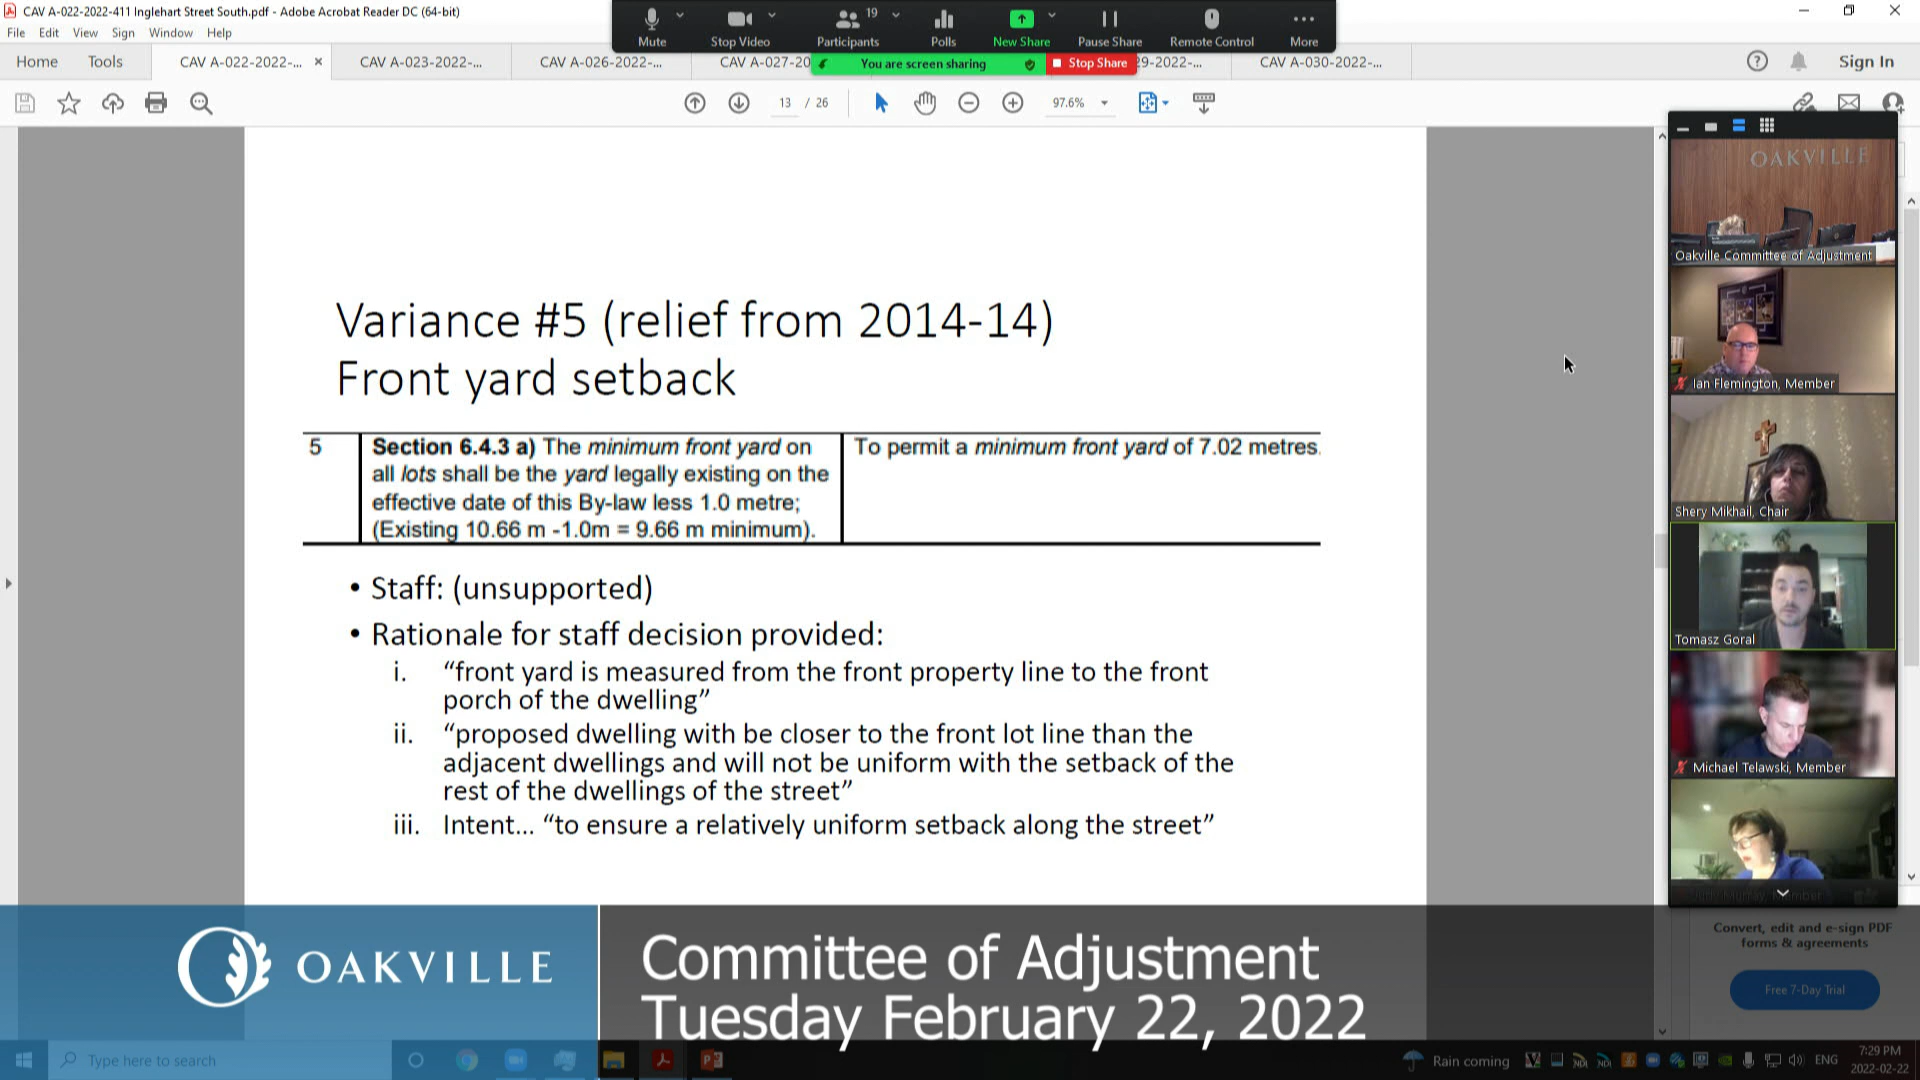 CAV A-022-2022-411 Inglehart Street South.pdf - Adobe Acrobat Reader DC (64-bit)
File Edit View Sign Window Help
Mute Stop Video Participants 19 Polls New Share Pause Share Remote Control More
You are screen sharing Stop Share
Home Tools CAV A-022-2022-... CAV A-023-2022-... CAV A-026-2022-... CAV A-027-20 29-2022-... CAV A-030-2022-... Sign In
13 / 26 97.6%
OAKVILLE
Oakville Committee of Adjustment
Ian Flemington, Member
Shery Mikhail, Chair
Tomasz Goral
Michael Telawski, Member
Variance #5 (relief from 2014-14)
Front yard setback
5 Section 6.4.3 a) The minimum front yard on To permit a minimum front yard of 7.02 metres.
all lots shall be the yard legally existing on the
effective date of this By-law less 1.0 metre;
(Existing 10.66 m -1.0m = 9.66 m minimum).
• Staff: (unsupported)
• Rationale for staff decision provided:
i. “front yard is measured from the front property line to the front
porch of the dwelling”
ii. “proposed dwelling with be closer to the front lot line than the
adjacent dwellings and will not be uniform with the setback of the
rest of the dwellings of the street”
iii. Intent... “to ensure a relatively uniform setback along the street”
Convert, edit and e-sign PDF
forms & agreements
Free 7-Day Trial
OAKVILLE
Committee of Adjustment
Tuesday February 22, 2022
Type here to search
Rain coming
ENG
7:29 PM
2022-02-22